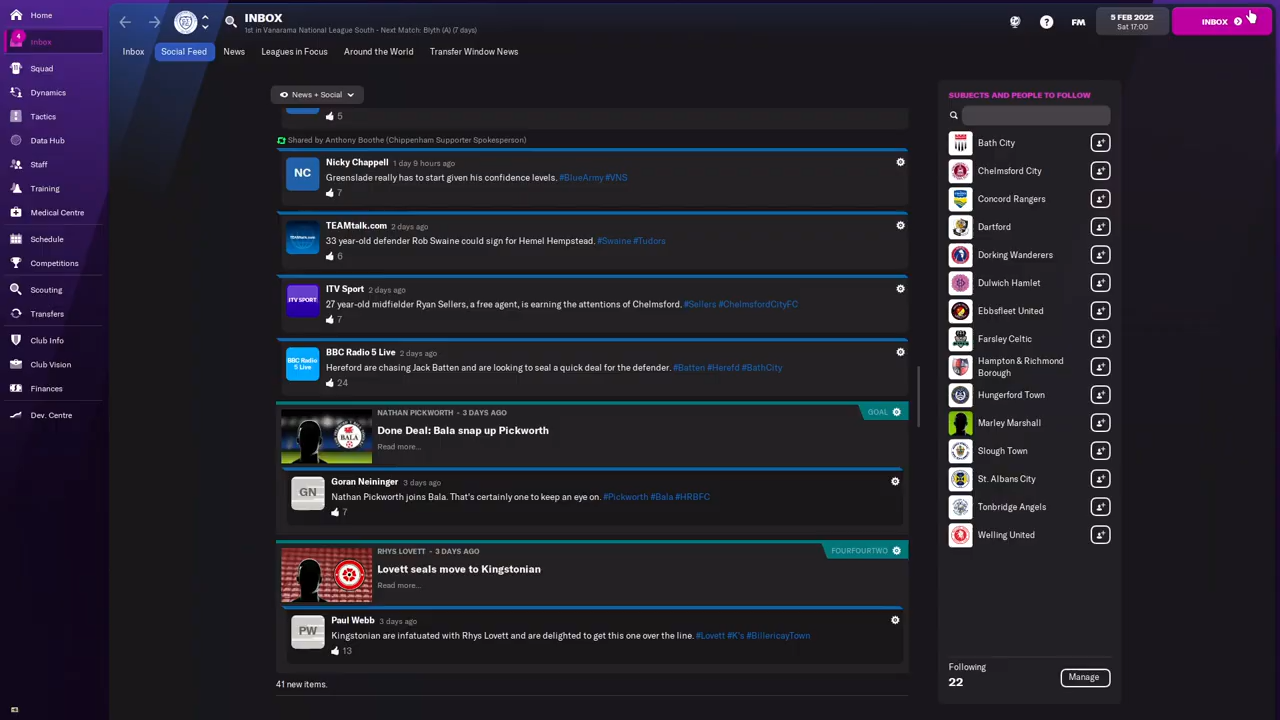 Home
INBOX
1st in Vanarama National League South - Next Match: Blyth (A) (7 days)
FM
5 FEB 2022
Sat 17:00
INBOX
4
Inbox
Squad
Dynamics
Tactics
Data Hub
Staff
Training
Medical Centre
Schedule
Competitions
Scouting
Transfers
Club Info
Club Vision
Finances
Dev. Centre
Inbox
Social Feed
News
Leagues in Focus
Around the World
Transfer Window News
News + Social
5
Shared by Anthony Boothe (Chippenham Supporter Spokesperson)
NC
Nicky Chappell 1 day 9 hours ago
Greenslade really has to start given his confidence levels. #BlueArmy #VNS
7
TEAMtalk.com
TEAMtalk.com 2 days ago
33 year-old defender Rob Swaine could sign for Hemel Hempstead. #Swaine #Tudors
6
ITV SPORT
ITV Sport 2 days ago
27 year-old midfielder Ryan Sellers, a free agent, is earning the attentions of Chelmsford. #Sellers #ChelmsfordCityFC
7
BBC Radio
5 Live
BBC Radio 5 Live 2 days ago
Hereford are chasing Jack Batten and are looking to seal a quick deal for the defender. #Batten #Herefd #BathCity
24
NATHAN PICKWORTH - 3 DAYS AGO
GOAL
Done Deal: Bala snap up Pickworth
Read more...
BALA
GN
Goran Neininger 3 days ago
Nathan Pickworth joins Bala. That's certainly one to keep an eye on. #Pickworth #Bala #HRBFC
7
RHYS LOVETT - 3 DAYS AGO
FOURFOURTWO
Lovett seals move to Kingstonian
Read more...
PW
Paul Webb 3 days ago
Kingstonian are infatuated with Rhys Lovett and are delighted to get this one over the line. #Lovett #K's #BillericayTown
13
41 new items.
SUBJECTS AND PEOPLE TO FOLLOW
Bath City
Chelmsford City
Concord Rangers
Dartford
Dorking Wanderers
Dulwich Hamlet
Ebbsfleet United
Farsley Celtic
Hampton & Richmond
Borough
Hungerford Town
Marley Marshall
Slough Town
St. Albans City
Tonbridge Angels
Welling United
Following
22
Manage